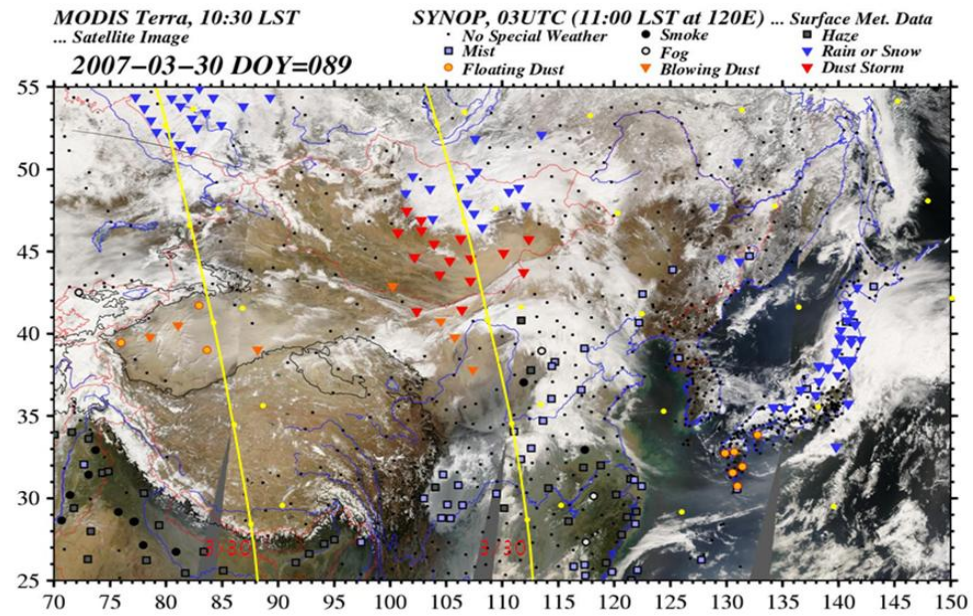 MODIS Terra, 10:30 LST
... Satellite Image
2007-03-30 DOY=089
SYNOP, 03UTC (11:00 LST at 120E) ... Surface Met. Data
No Special Weather Smoke Haze
Mist Fog Rain or Snow
Floating Dust Blowing Dust Dust Storm
55
50
45
40
35
30
25
3/30 3/30
70 75 80 85 90 95 100 105 110 115 120 125 130 135 140 145 150